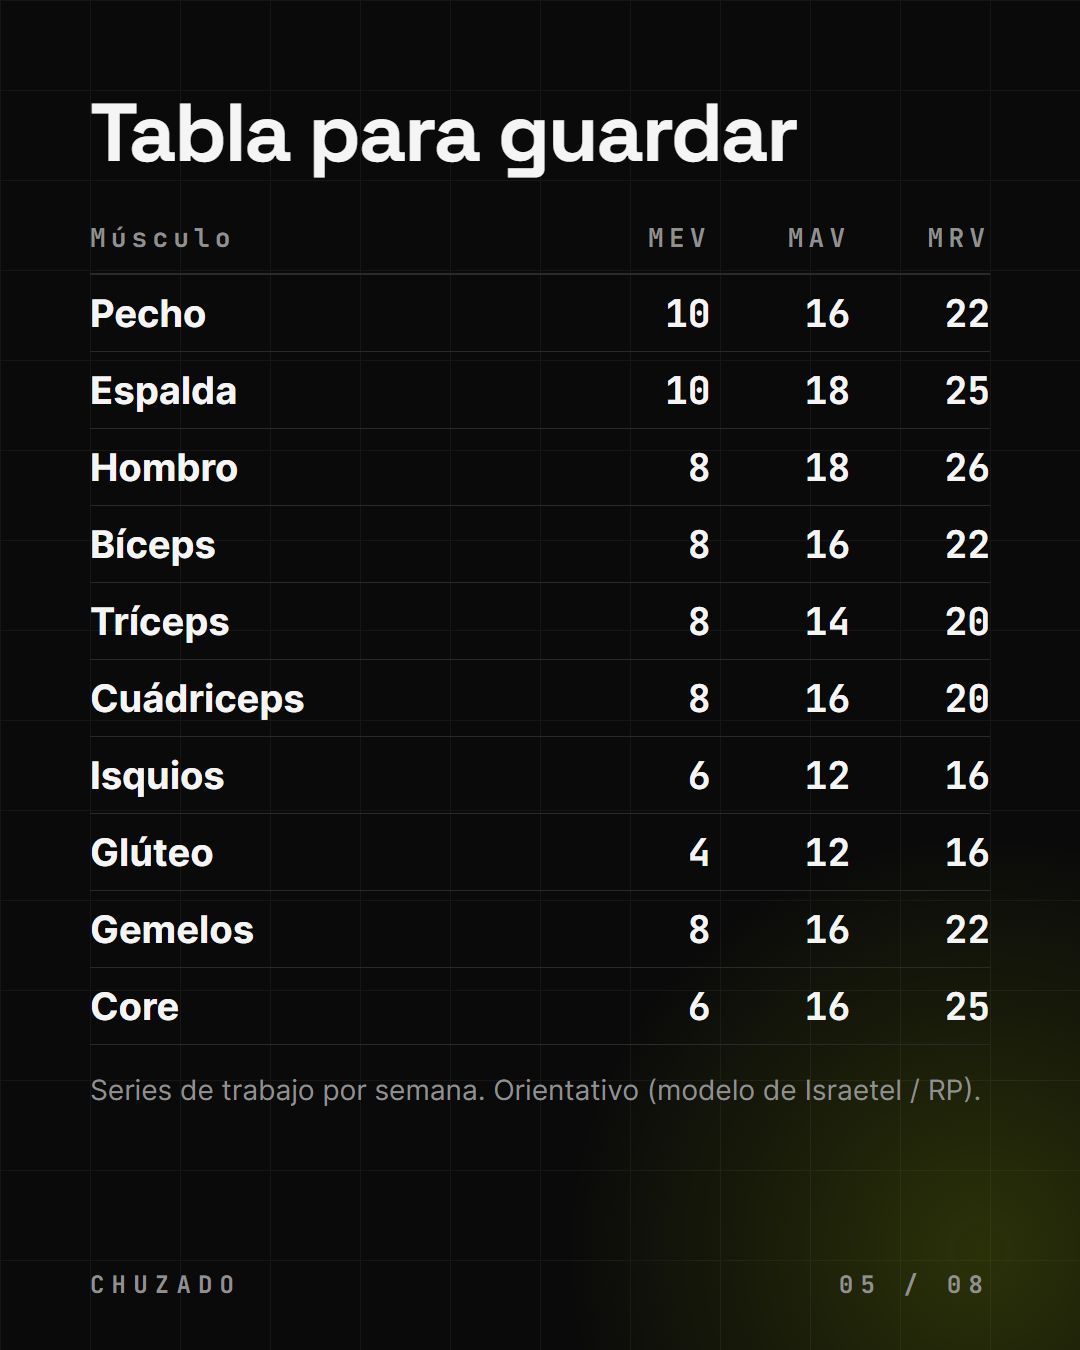 Tabla para guardar
Músculo MEV MAV MRV
Pecho 10 16 22
Espalda 10 18 25
Hombro 8 18 26
Bíceps 8 16 22
Tríceps 8 14 20
Cuádriceps 8 16 20
Isquios 6 12 16
Glúteo 4 12 16
Gemelos 8 16 22
Core 6 16 25
Series de trabajo por semana. Orientativo (modelo de Israetel / RP).
CHUZADO 05 / 08